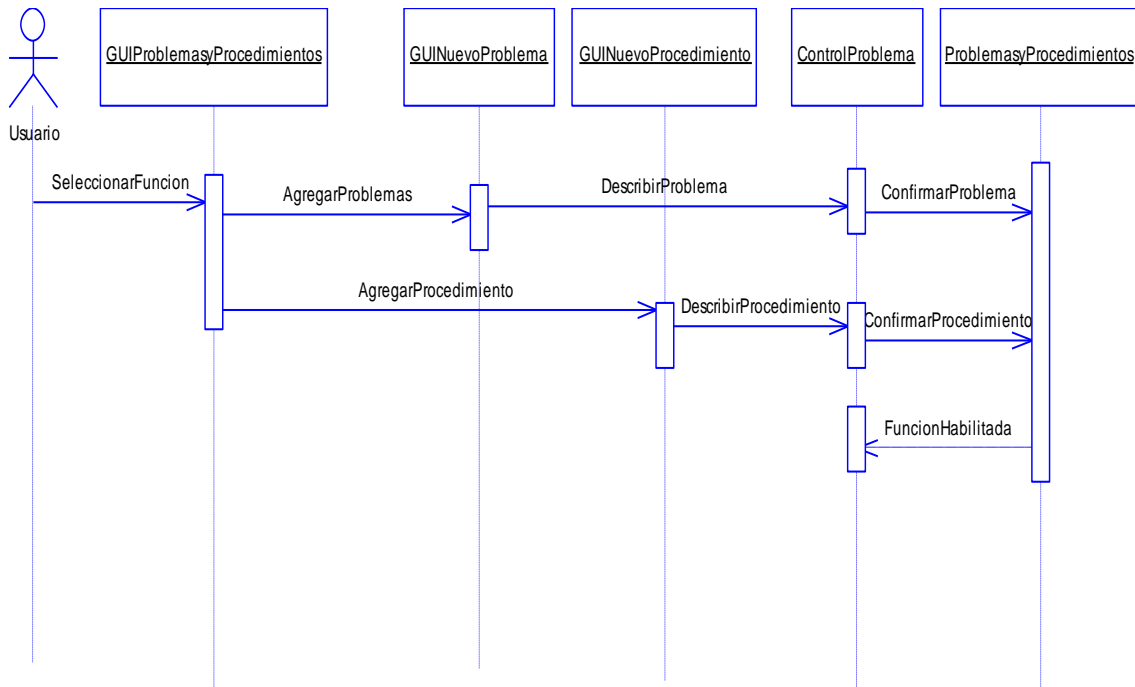 GUIProblemasyProcedimientos
GUINuevoProblema
GUINuevoProcedimiento
ControlProblema
ProblemasyProcedimientos
Usuario
SeleccionarFuncion
AgregarProblemas
DescribirProblema
ConfirmarProblema
AgregarProcedimiento
DescribirProcedimiento
ConfirmarProcedimiento
FuncionHabilitada